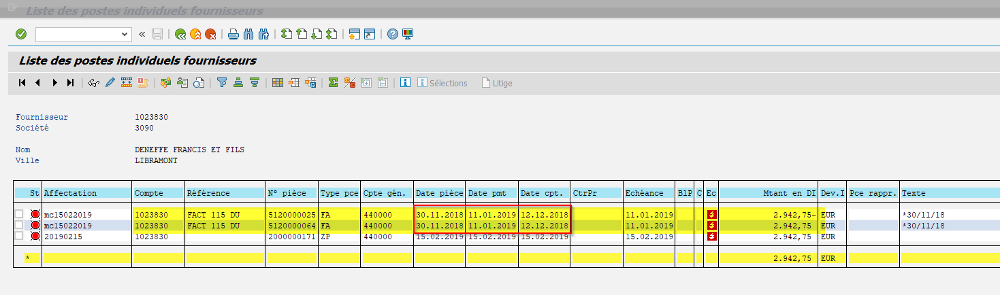 Liste des postes individuels fournisseurs
Liste des postes individuels fournisseurs
Sélections Litige
Fournisseur 1023830
Société 3090
Nom DENEFFE FRANCIS ET FILS
Ville LIBRAMONT
St Affectation Compte Référence N° pièce Type pce Cpte gén. Date pièce Date pmt Date cpt. CtrPr Echéance BlP C Ec Mtant en DI Dev.I Pce rappr. Texte
mc15022019 1023830 FACT 115 DU 5120000025 FA 440000 30.11.2018 11.01.2019 12.12.2018 11.01.2019 2.942,75- EUR *30/11/18
mc15022019 1023830 FACT 115 DU 5120000064 FA 440000 30.11.2018 11.01.2019 12.12.2018 11.01.2019 2.942,75 EUR *30/11/18
20190215 1023830 2000000171 ZP 440000 15.02.2019 15.02.2019 15.02.2019 15.02.2019 2.942,75 EUR
* 2.942,75 EUR